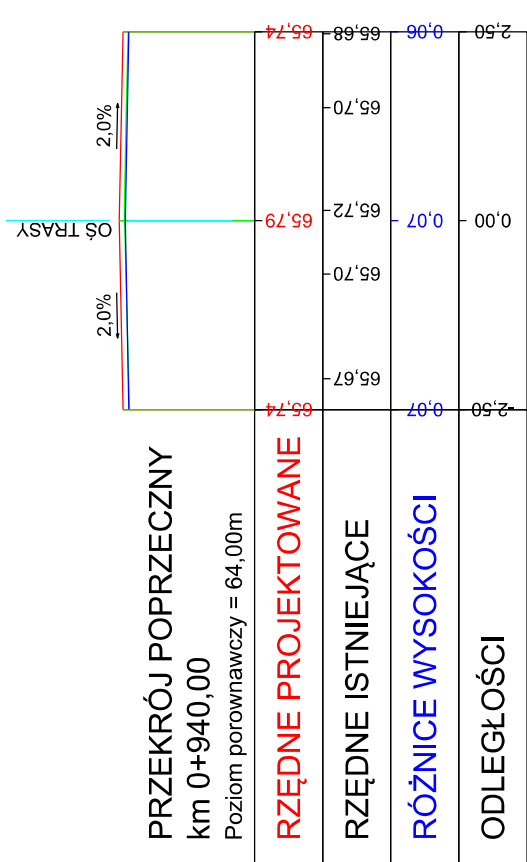 OŚ TRASY
2,0%
2,0%
PRZEKRÓJ POPRZECZNY
km 0+940,00
Poziom porownawczy = 64,00m
RZĘDNE PROJEKTOWANE
65,74
65,79
65,74
RZĘDNE ISTNIEJĄCE
65,67
65,70
65,72
65,70
65,68
RÓŻNICE WYSOKOŚCI
0,07
0,07
0,06
ODLEGŁOŚCI
-2,50
0,00
2,50